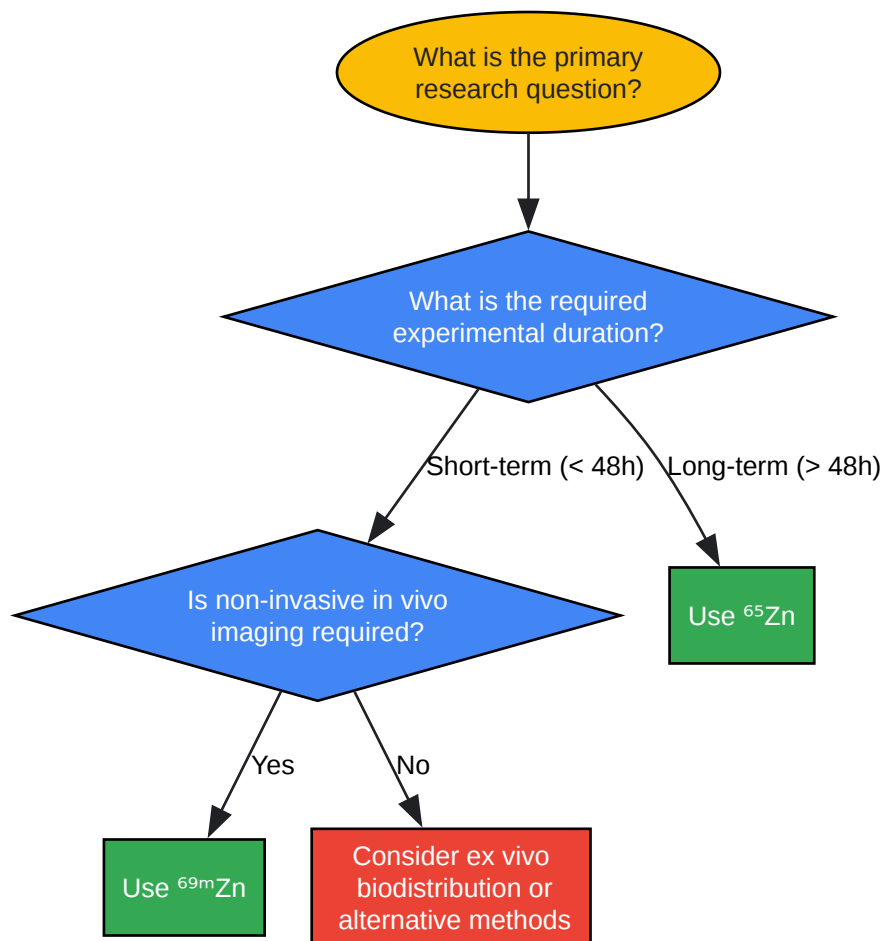 What is the primary
research question?
What is the required
experimental duration?
Short-term (< 48h)
Long-term (> 48h)
Is non-invasive in vivo
imaging required?
Use ⁶⁵Zn
Yes
No
Use ⁶⁹ᵐZn
Consider ex vivo
biodistribution or
alternative methods